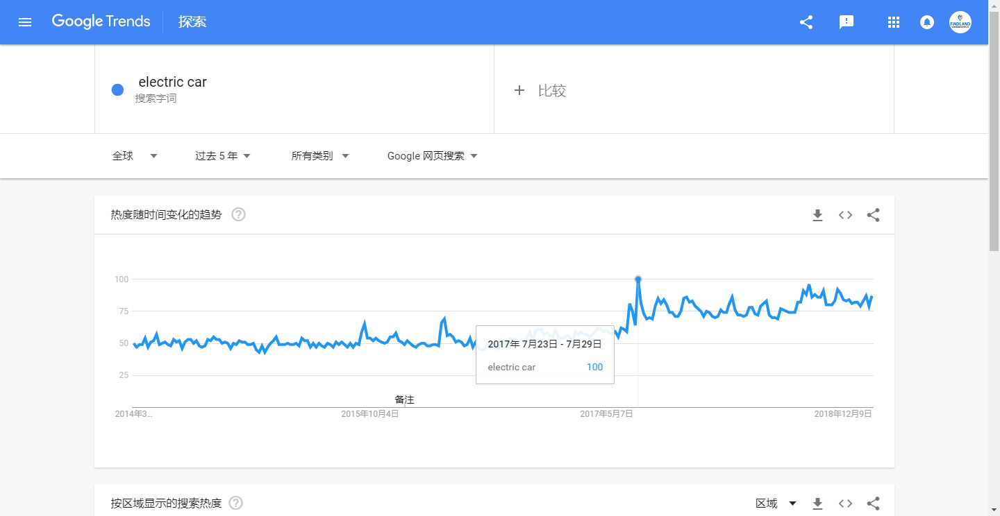 Google Trends 探索
FINDLAND
electric car
搜索字词
比较
全球 过去 5 年 所有类别 Google 网页搜索
热度随时间变化的趋势
100
75
50
25
2017年 7月23日 - 7月29日
electric car 100
备注
2014年3... 2015年10月4日 2017年5月7日 2018年12月9日
按区域显示的搜索热度 区域